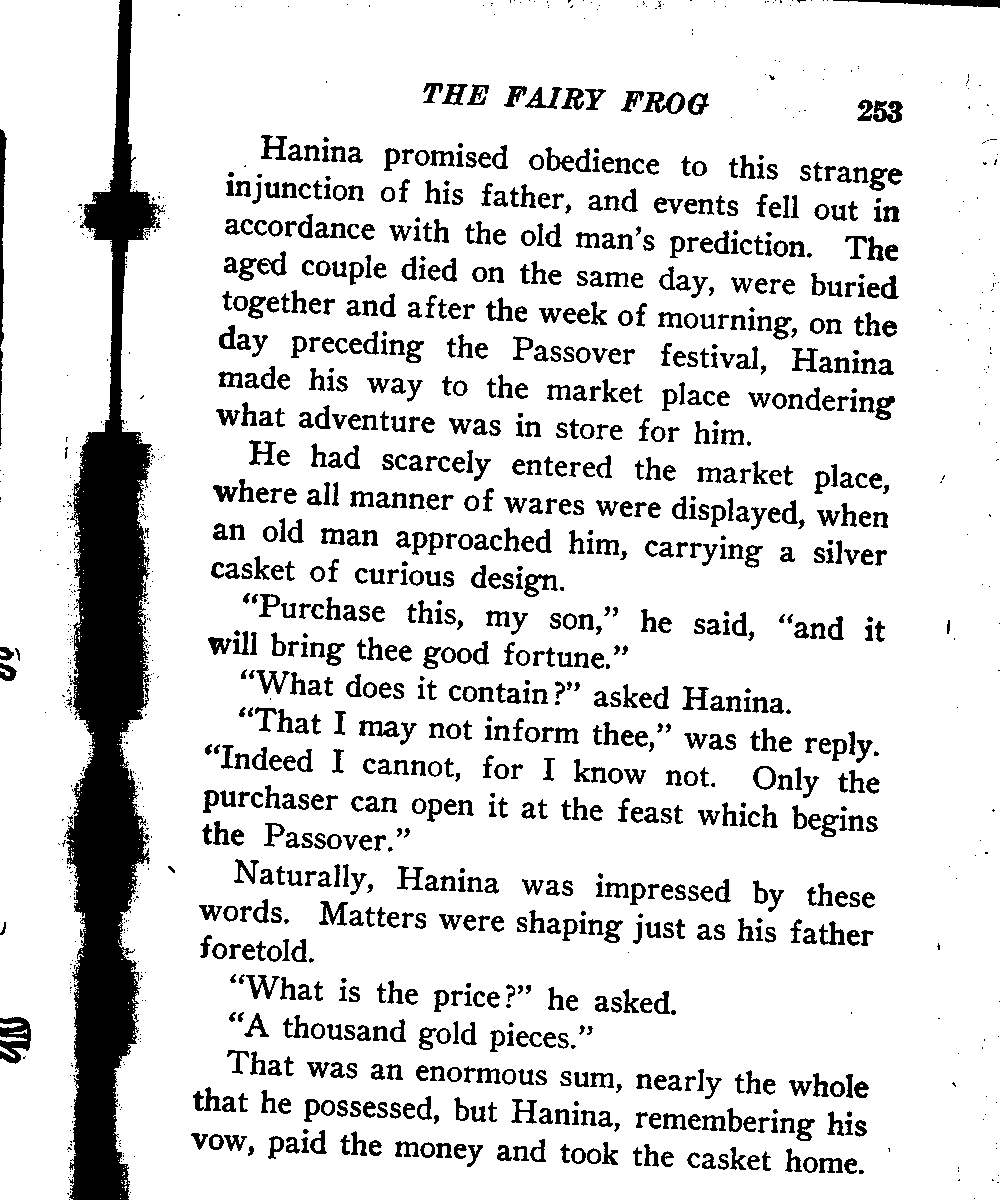 THE FAIRY FROG 253
Hanina promised obedience to this strange
injunction of his father, and events fell out in
accordance with the old man's prediction. The
aged couple died on the same day, were buried
together and after the week of mourning, on the
day preceding the Passover festival, Hanina
made his way to the market place wondering
what adventure was in store for him.
He had scarcely entered the market place,
where all manner of wares were displayed, when
an old man approached him, carrying a silver
casket of curious design.
“Purchase this, my son,” he said, “and it
will bring thee good fortune.”
“What does it contain?” asked Hanina.
“That I may not inform thee,” was the reply.
“Indeed I cannot, for I know not. Only the
purchaser can open it at the feast which begins
the Passover.”
Naturally, Hanina was impressed by these
words. Matters were shaping just as his father
foretold.
“What is the price?” he asked.
“A thousand gold pieces.”
That was an enormous sum, nearly the whole
that he possessed, but Hanina, remembering his
vow, paid the money and took the casket home.